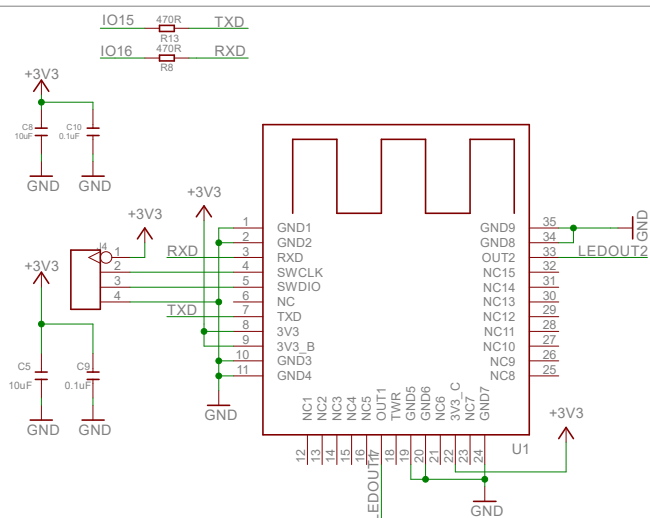 IO15 470R TXD
R13
IO16 470R RXD
R8
+3V3
C8 10uF
C10 0.1uF
GND GND
+3V3
+3V3
J4
1
2
3
4
RXD
TXD
+3V3
C5 10uF
C9 0.1uF
GND GND
GND
1 GND1
2 GND2
3 RXD
4 SWCLK
5 SWDIO
6 NC
7 TXD
8 3V3
9 3V3_B
10 GND3
11 GND4
GND9 35
GND8 34
OUT2 33
NC15 32
NC14 31
NC13 30
NC12 29
NC11 28
NC10 27
NC9 26
NC8 25
GND
LEDOUT2
NC1 12
NC2 13
NC3 14
NC4 15
NC5 16
OUT1 17
TWR 18
GND5 19
GND6 20
NC6 21
3V3_C 22
NC7 23
GND7 24
U1
LEDOUT1
+3V3
GND